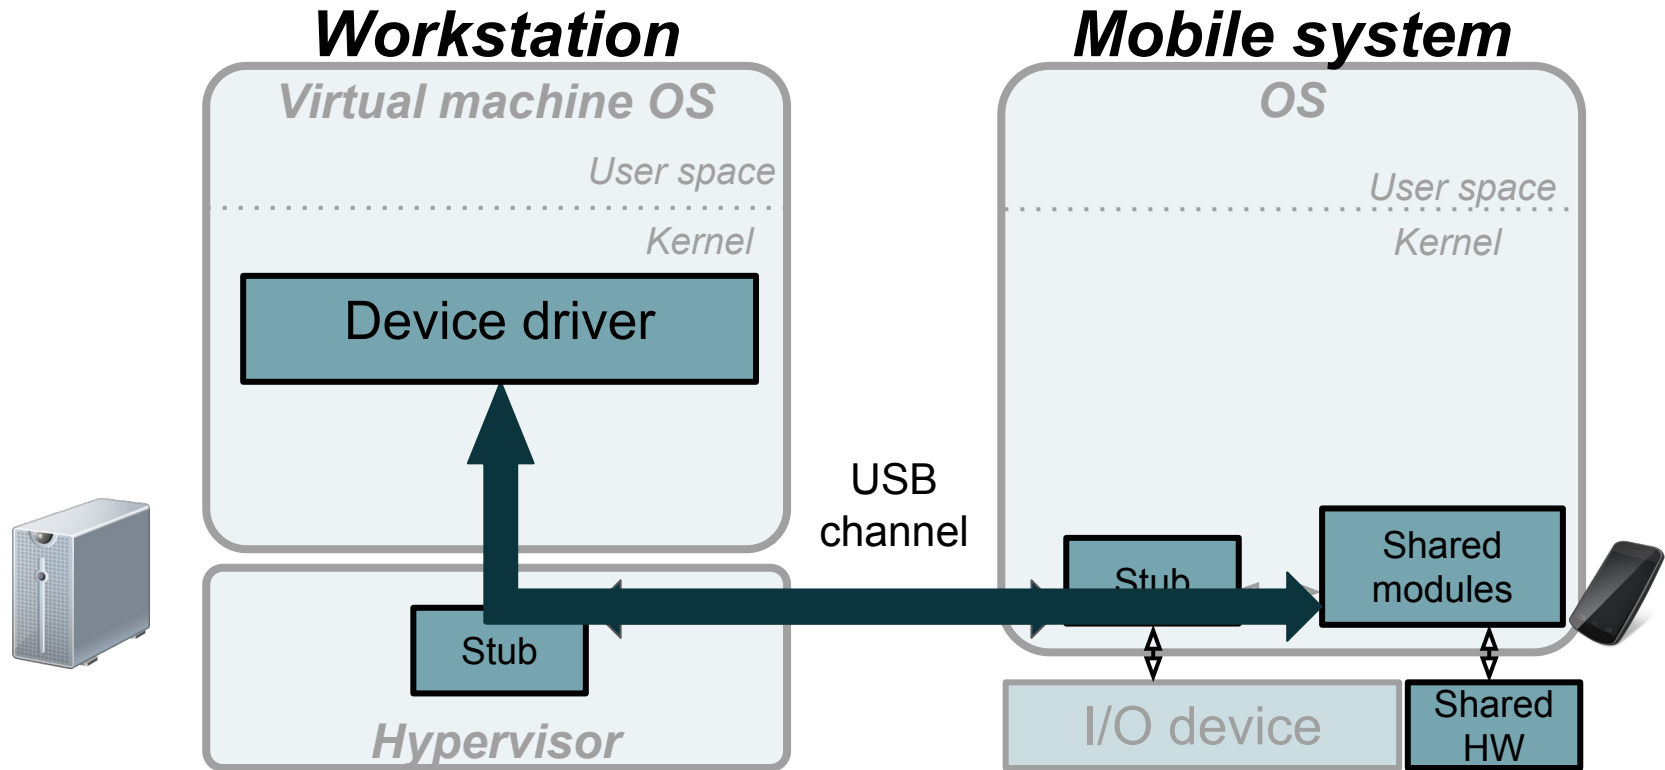 Workstation
Mobile system
Virtual machine OS
OS
User space
User space
Kernel
Kernel
Device driver
USB
channel
Stub
Shared
modules
Stub
Hypervisor
I/O device
Shared
HW